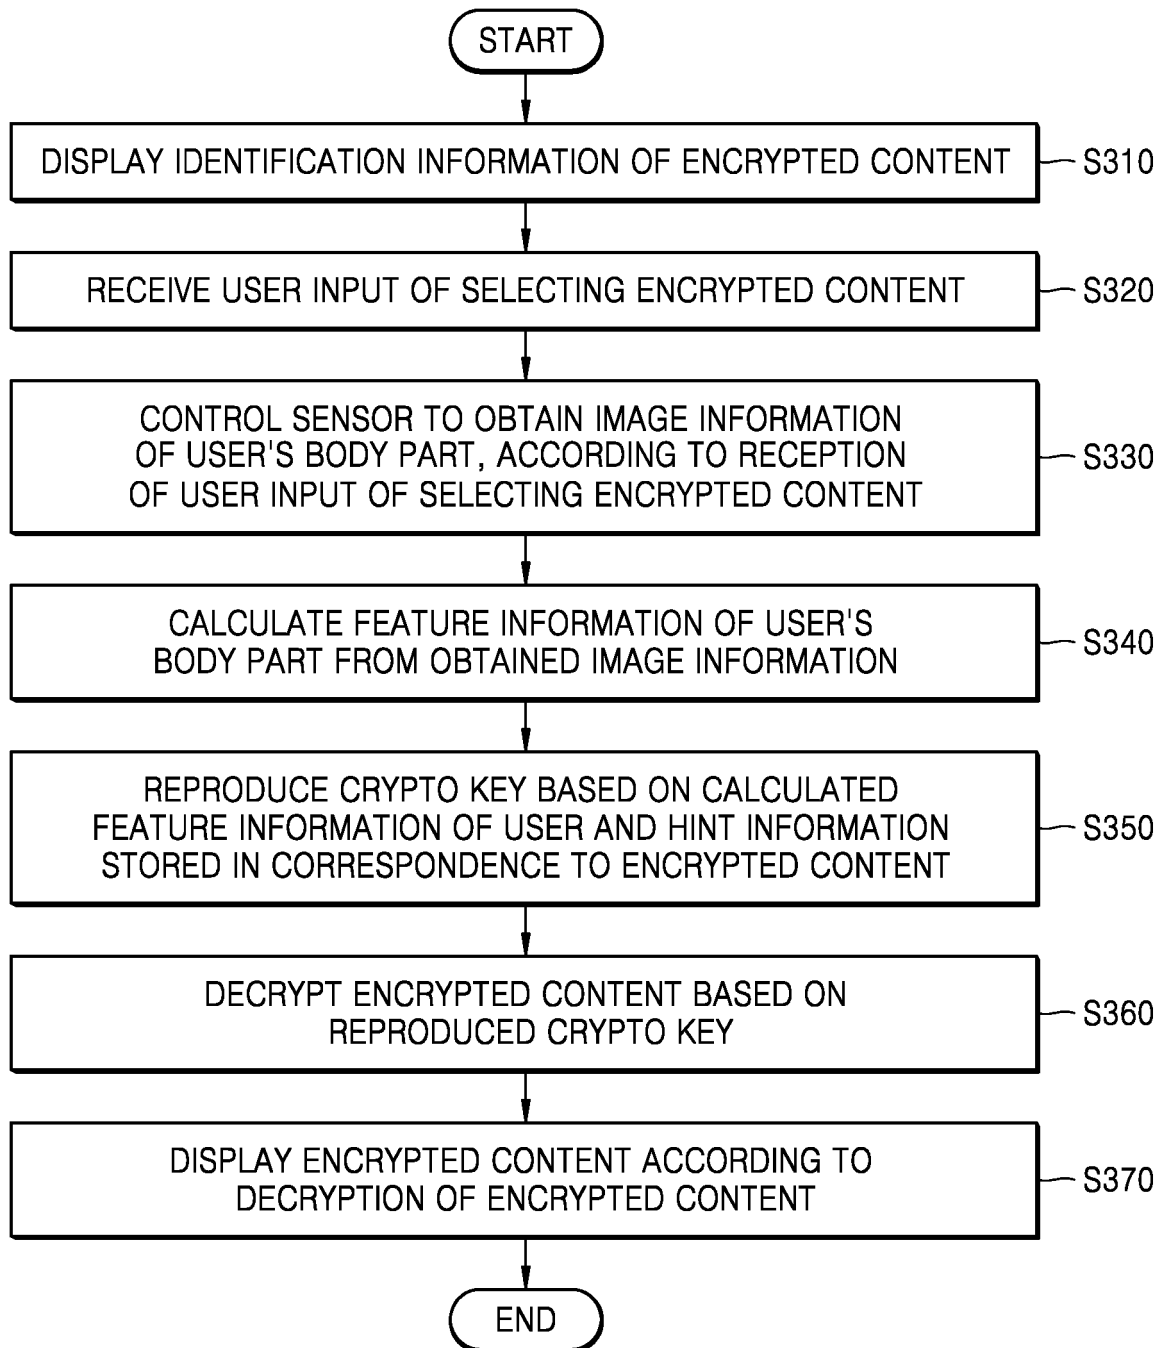 START
DISPLAY IDENTIFICATION INFORMATION OF ENCRYPTED CONTENT
S310
RECEIVE USER INPUT OF SELECTING ENCRYPTED CONTENT
S320
CONTROL SENSOR TO OBTAIN IMAGE INFORMATION
OF USER'S BODY PART, ACCORDING TO RECEPTION
OF USER INPUT OF SELECTING ENCRYPTED CONTENT
S330
CALCULATE FEATURE INFORMATION OF USER'S
BODY PART FROM OBTAINED IMAGE INFORMATION
S340
REPRODUCE CRYPTO KEY BASED ON CALCULATED
FEATURE INFORMATION OF USER AND HINT INFORMATION
STORED IN CORRESPONDENCE TO ENCRYPTED CONTENT
S350
DECRYPT ENCRYPTED CONTENT BASED ON
REPRODUCED CRYPTO KEY
S360
DISPLAY ENCRYPTED CONTENT ACCORDING TO
DECRYPTION OF ENCRYPTED CONTENT
S370
END